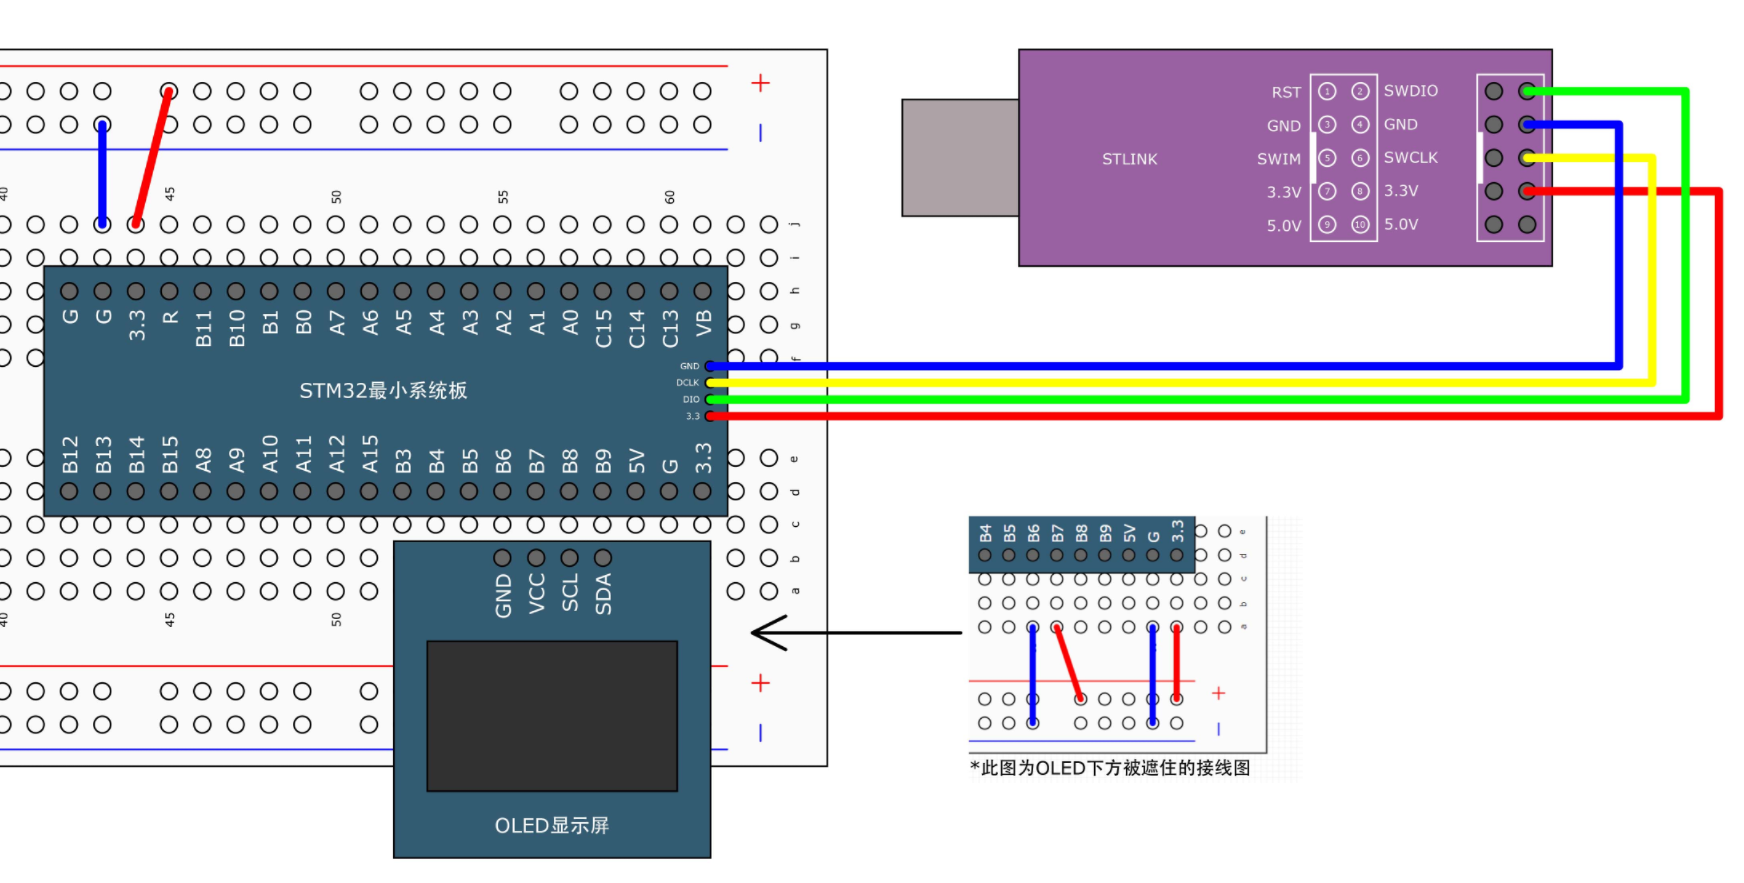 +
−
40 45 50 55 60
j
i
h
g
f
G G 3.3 R B11 B10 B1 B0 A7 A6 A5 A4 A3 A2 A1 A0 C15 C14 C13 VB
GND
DCLK
DIO
3.3
STM32最小系统板
B12 B13 B14 B15 A8 A9 A10 A11 A12 A15 B3 B4 B5 B6 B7 B8 B9 5V G 3.3
e
d
c
b
a
40 45 50
GND VCC SCL SDA
+
−
OLED显示屏
STLINK
RST 1 2 SWDIO
GND 3 4 GND
SWIM 5 6 SWCLK
3.3V 7 8 3.3V
5.0V 9 10 5.0V
B4 B5 B6 B7 B8 B9 5V G 3.3
e
d
c
b
a
+
−
*此图为OLED下方被遮住的接线图